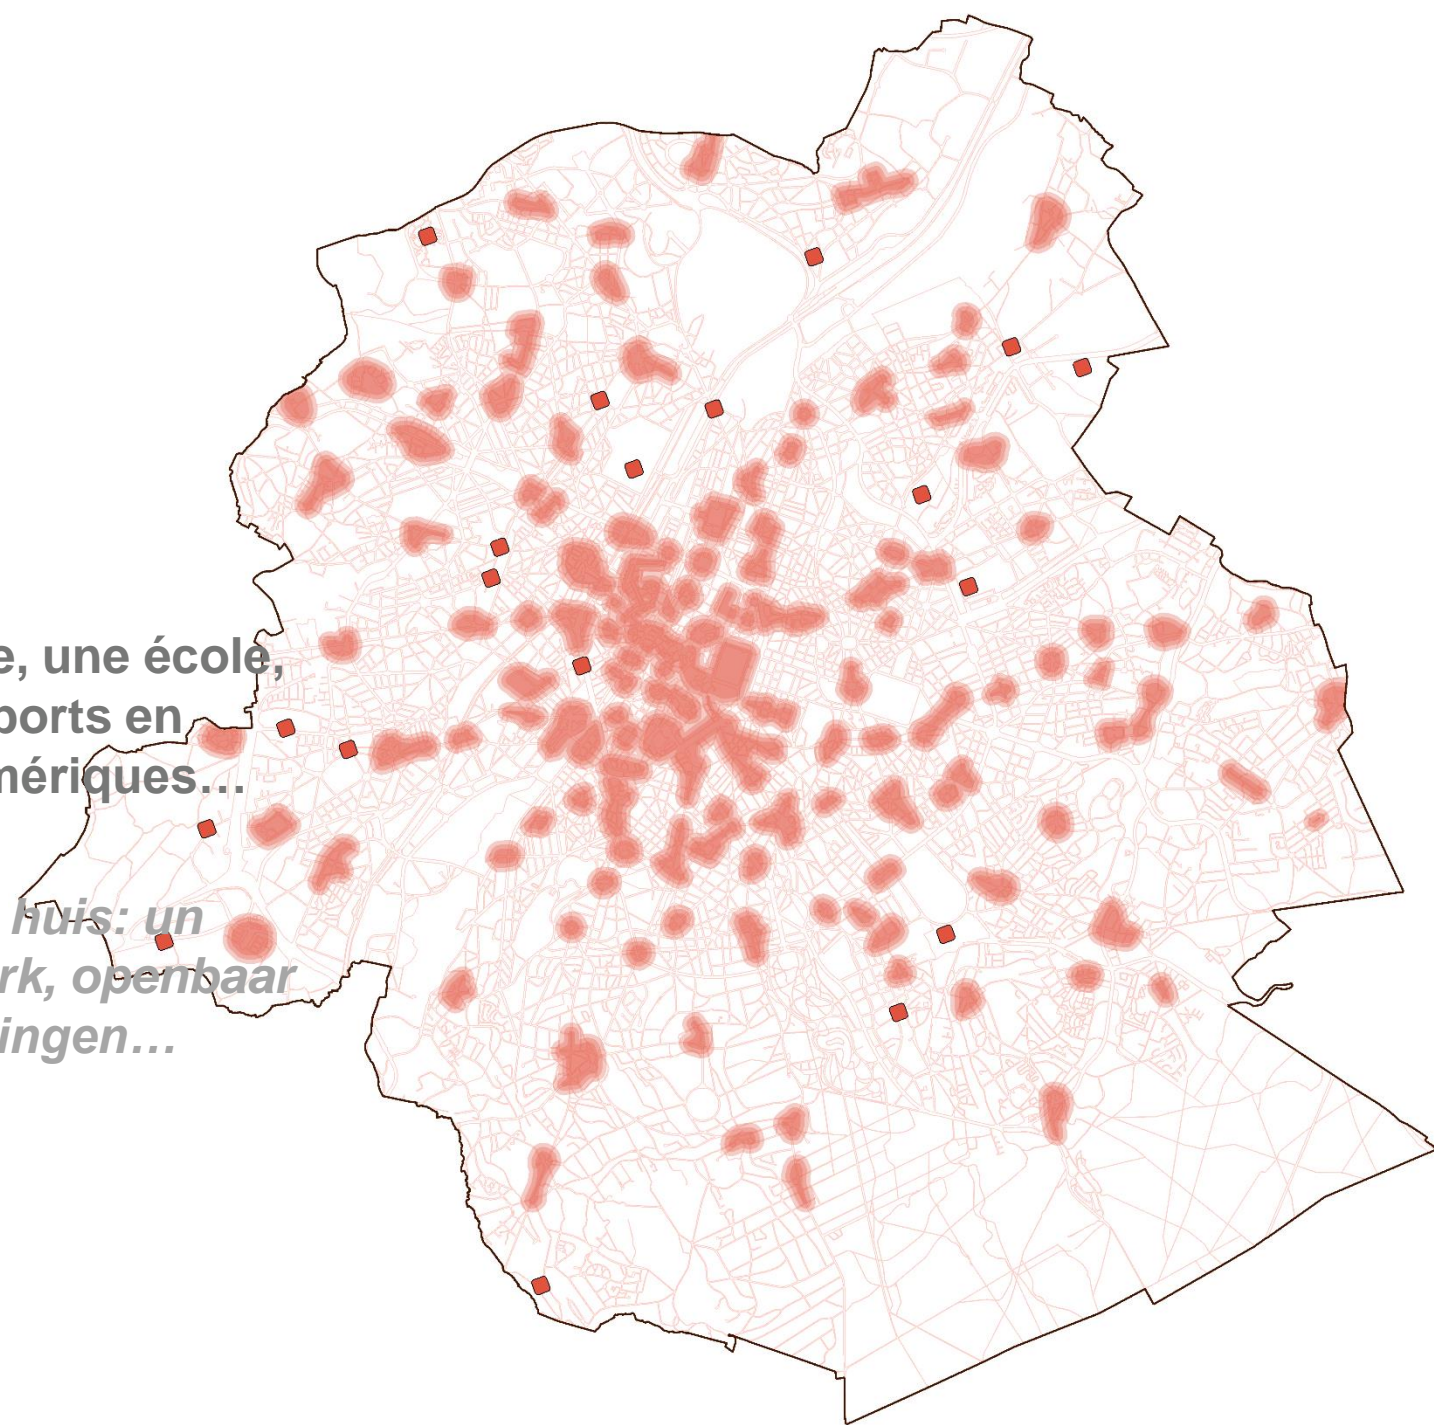 e, une école,
ports en
mériques…
huis: un
rk, openbaar
ingen…